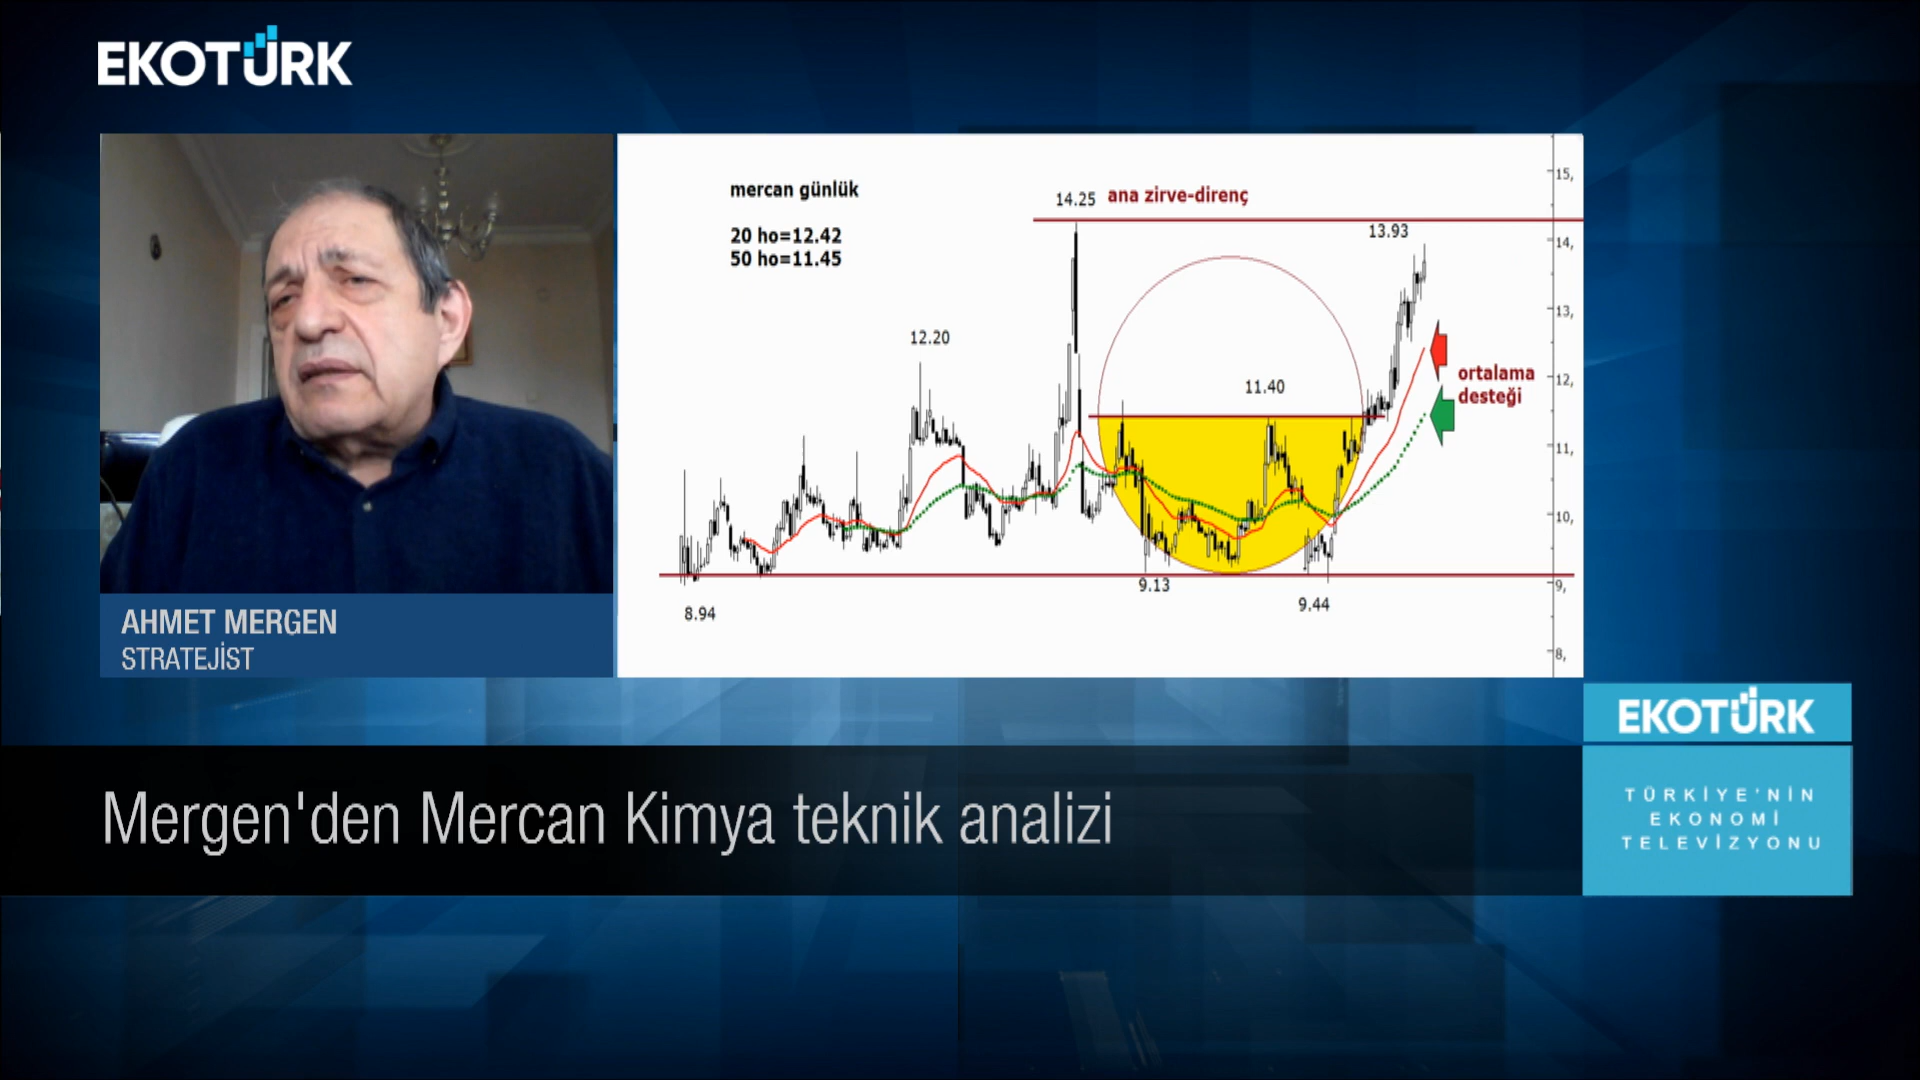 EKOTÜRK
mercan günlük
20 ho=12.42
50 ho=11.45
14.25 ana zirve-direnç
13.93
12.20
11.40
ortalama
desteği
9.13
9.44
8.94
15,
14,
13,
12,
11,
10,
9,
8,
AHMET MERGEN
STRATEJİST
EKOTÜRK
Mergen'den Mercan Kimya teknik analizi
TÜRKİYE'NİN
EKONOMİ
TELEVİZYONU